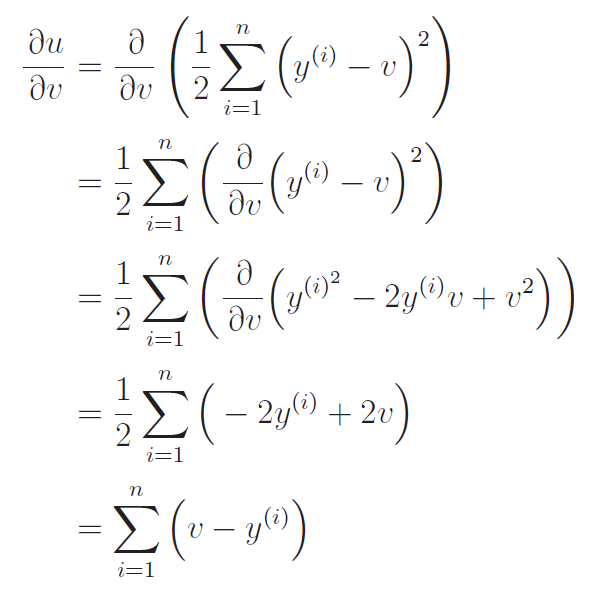 ∂u/∂v = ∂/∂v ( 1/2 ∑_{i=1}^{n} ( y^{(i)} − v )^2 )
= 1/2 ∑_{i=1}^{n} ( ∂/∂v ( y^{(i)} − v )^2 )
= 1/2 ∑_{i=1}^{n} ( ∂/∂v ( y^{(i)^2} − 2y^{(i)}v + v^2 ) )
= 1/2 ∑_{i=1}^{n} ( − 2y^{(i)} + 2v )
= ∑_{i=1}^{n} ( v − y^{(i)} )